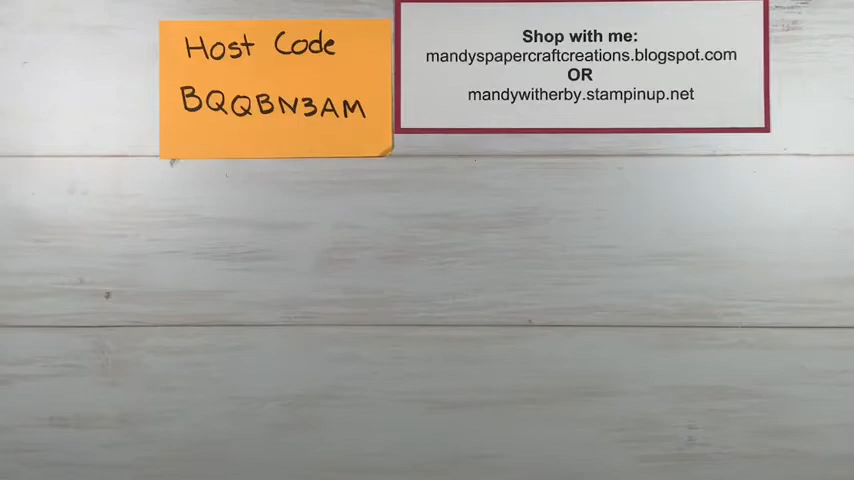 Host Code
BQQBN3AM
Shop with me:
mandyspapercraftcreations.blogspot.com
OR
mandywitherby.stampinup.net